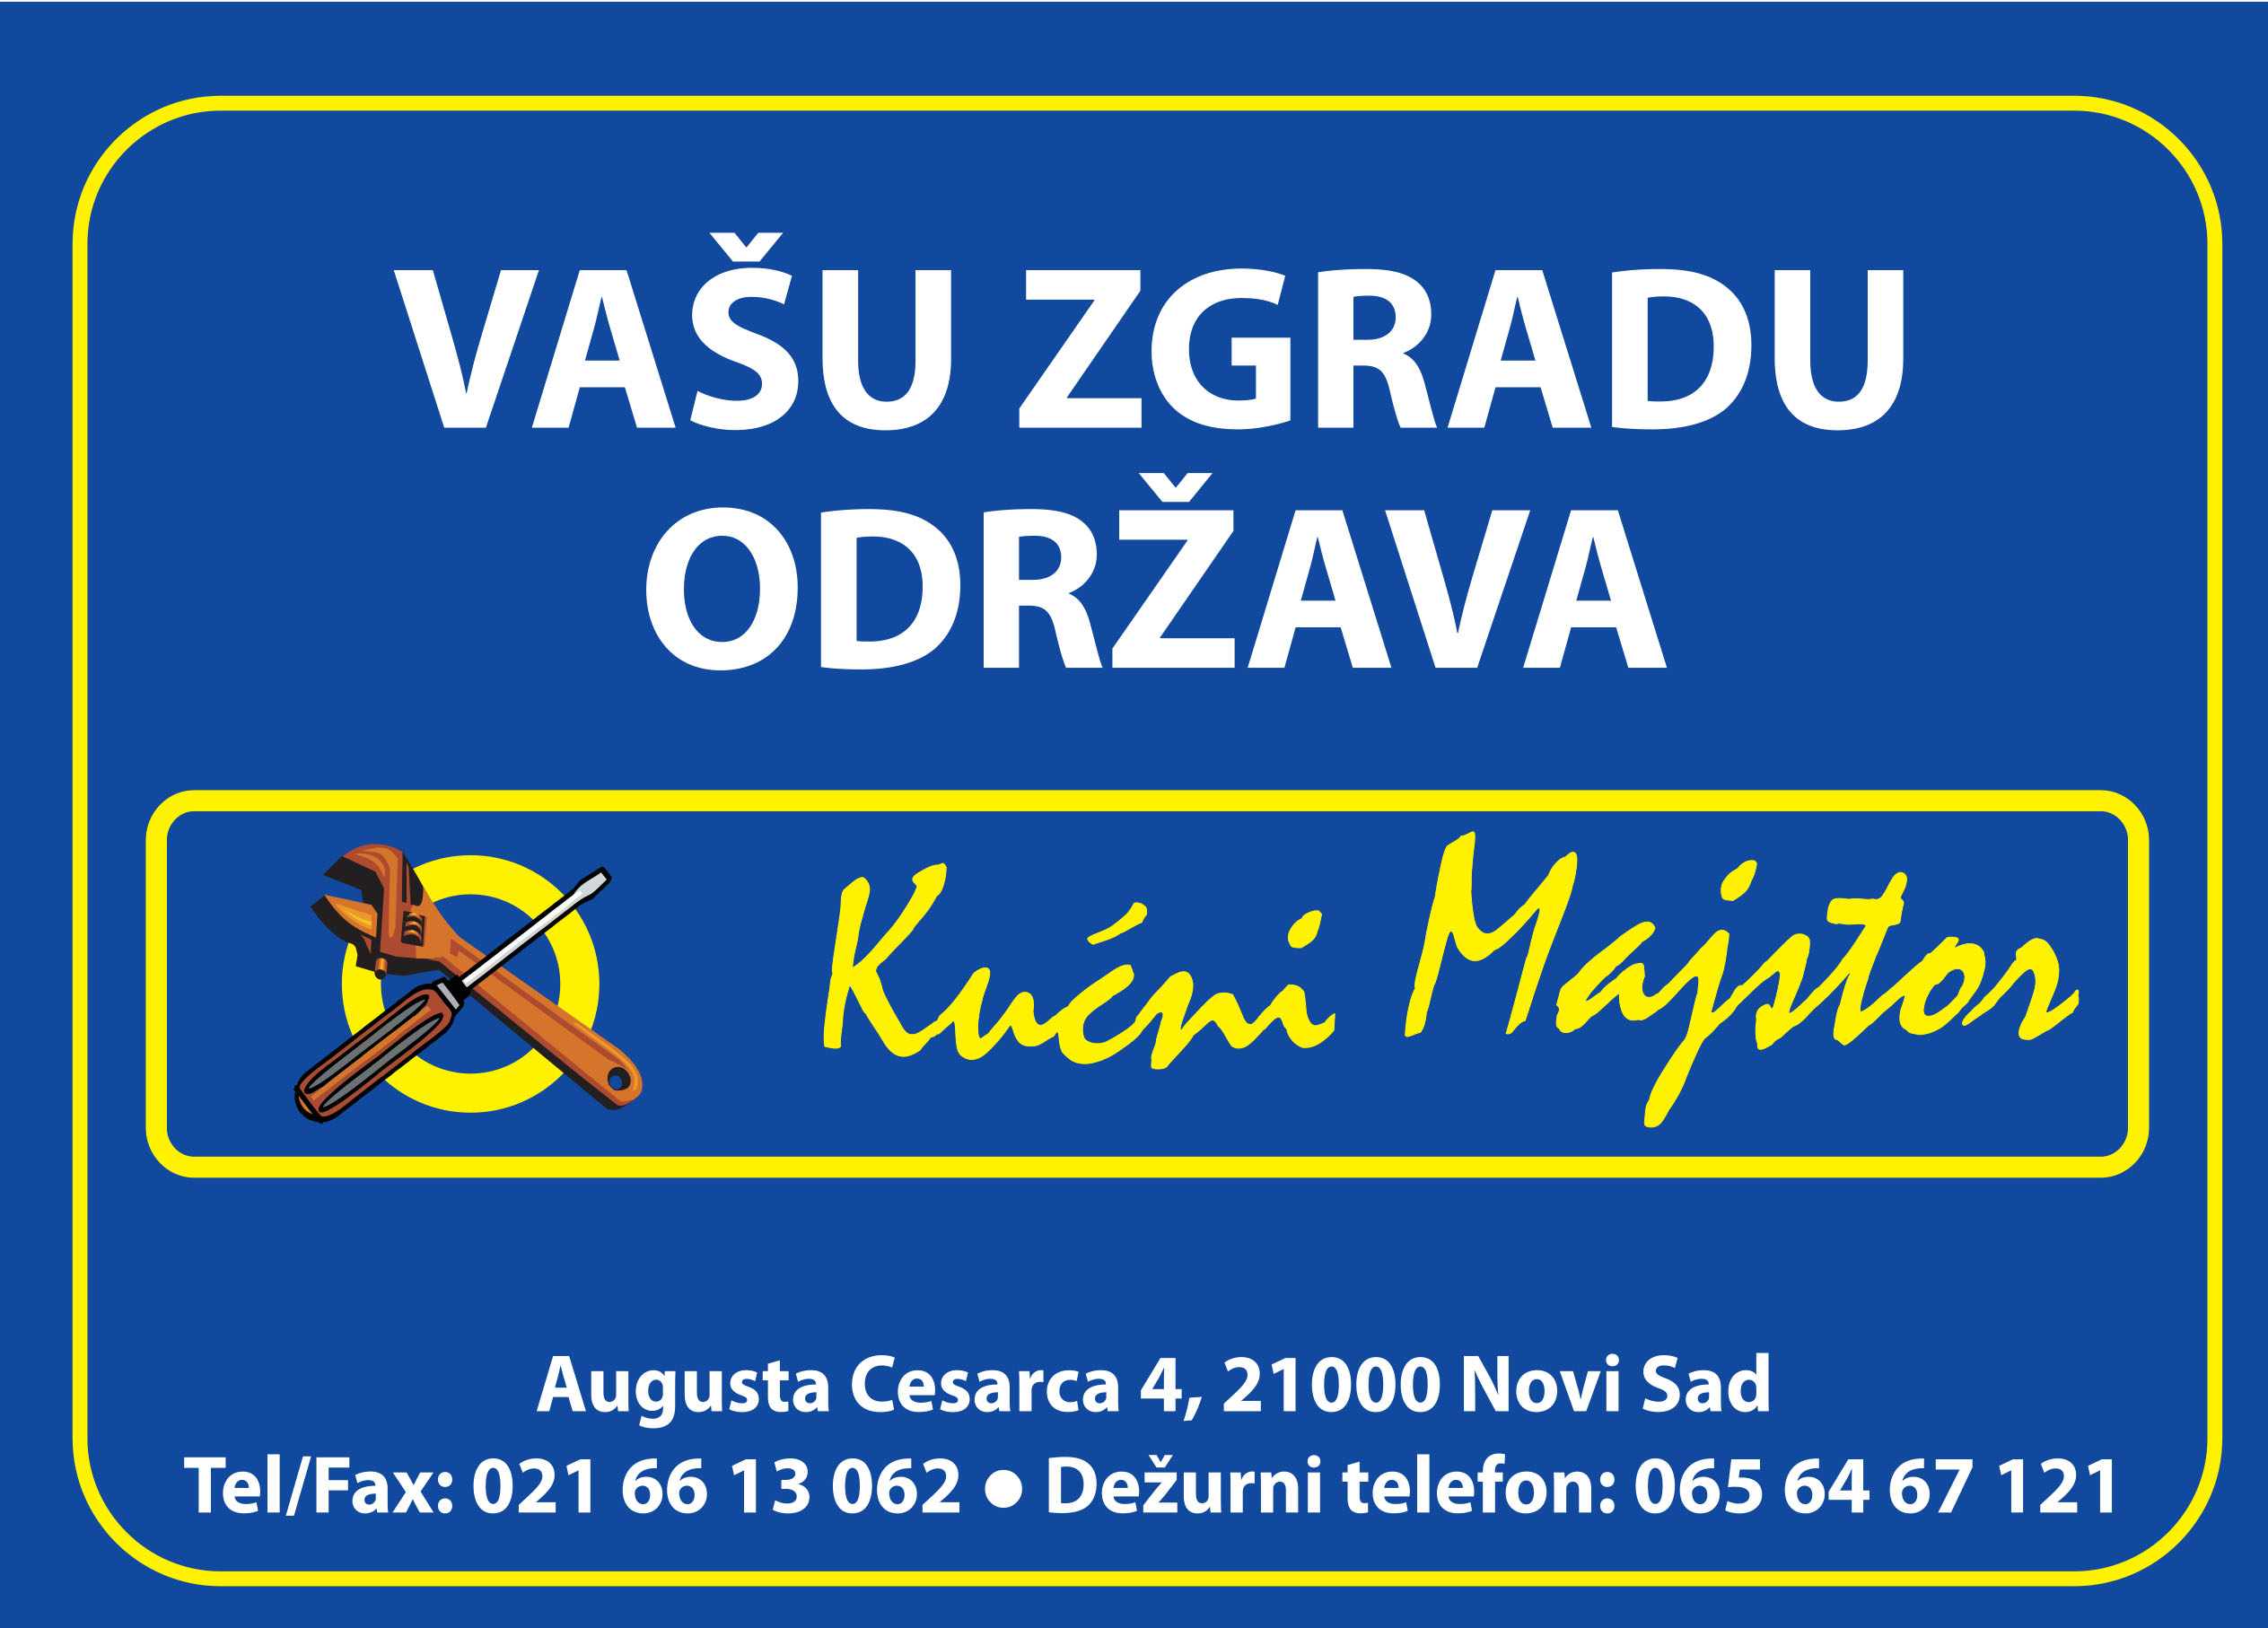 VAŠU ZGRADU
ODRŽAVA
Kućni Majstor
Augusta Cesarca 4, 21000 Novi Sad
Tel/Fax: 021 66 13 062 • Dežurni telefon: 065 64 67 121